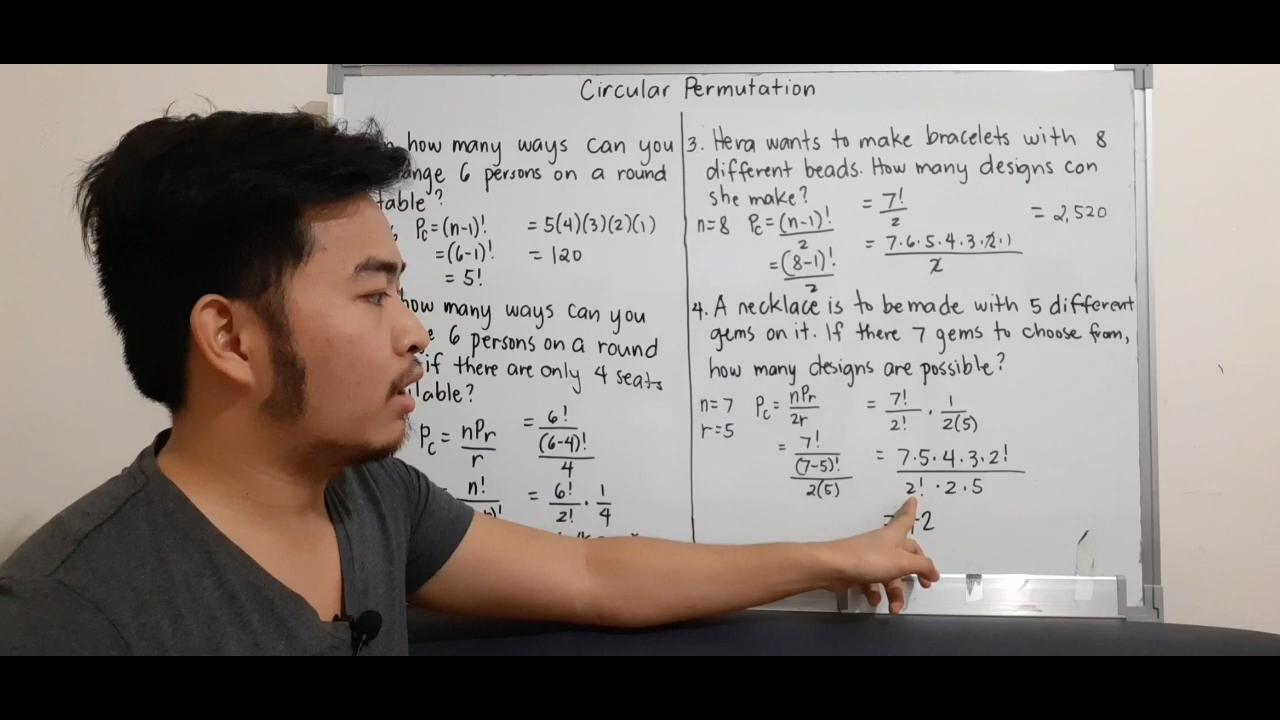 Circular Permutation
how many ways can you
ange 6 persons on a round
table?
6 Pc = (n-1)! = 5(4)(3)(2)(1)
= (6-1)! = 120
= 5!
how many ways can you
e 6 persons on a round
if there are only 4 seats
ilable?
Pc = nPr/r = 6!/(6-4)!/4
n! = 6!/2! · 1/4
3. Hera wants to make bracelets with 8
different beads. How many designs can
she make?
n=8 Pc = (n-1)!/2 = 7!/2 = 2,520
= (8-1)!/2 = 7·6·5·4·3·2·1/2
4. A necklace is to be made with 5 different
gems on it. If there 7 gems to choose from,
how many designs are possible?
n=7 Pc = nPr/2r = 7!/2! · 1/2(5)
r=5 = 7!/(7-5)!/2(5) = 7·5·4·3·2!/2!·2·5
2